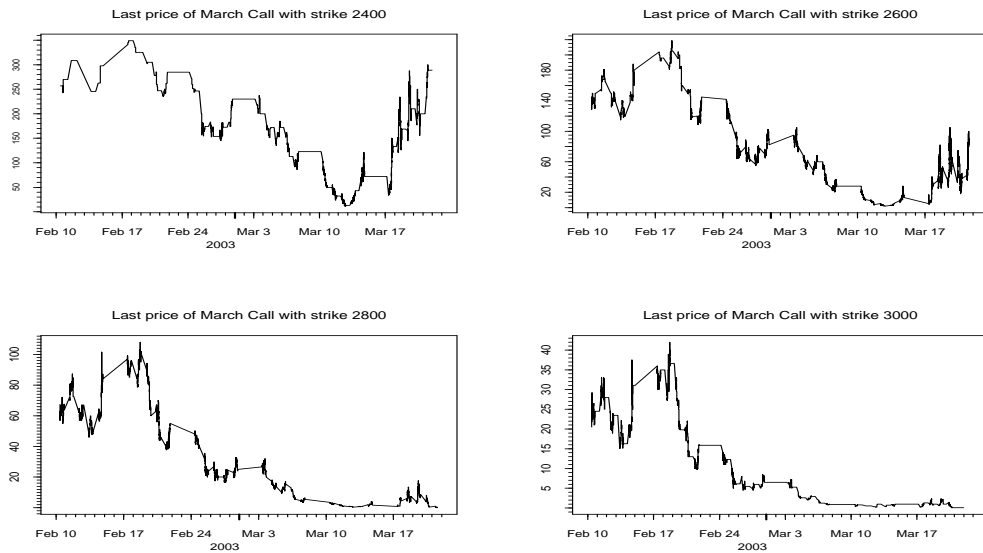 Last price of March Call with strike 2400
50 100 150 200 250 300
Feb 10 Feb 17 Feb 24 Mar 3 Mar 10 Mar 17
2003
Last price of March Call with strike 2600
20 60 100 140 180
Feb 10 Feb 17 Feb 24 Mar 3 Mar 10 Mar 17
2003
Last price of March Call with strike 2800
20 40 60 80 100
Feb 10 Feb 17 Feb 24 Mar 3 Mar 10 Mar 17
2003
Last price of March Call with strike 3000
5 10 15 20 25 30 35 40
Feb 10 Feb 17 Feb 24 Mar 3 Mar 10 Mar 17
2003